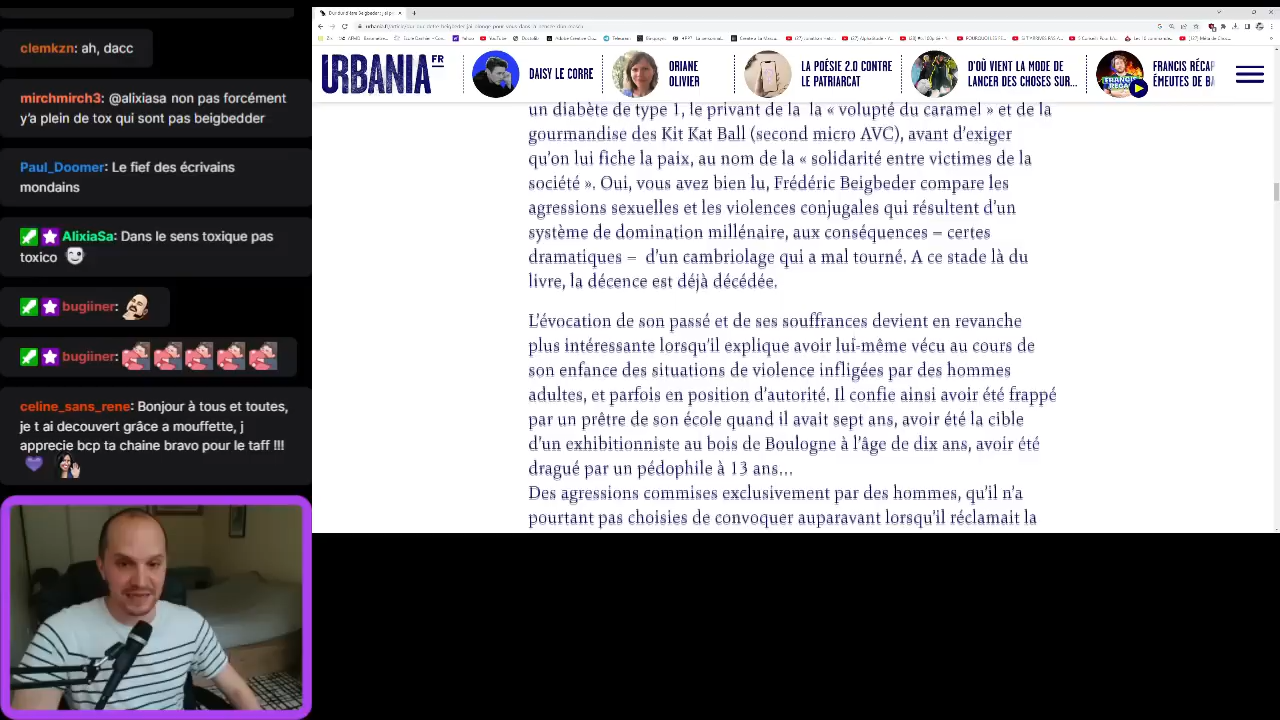 clemkzn: ah, dacc
mirchmirch3: @alixiasa non pas forcément
y'a plein de tox qui sont pas beigbedder
Paul_Doomer: Le fief des écrivains
mondains
AlixiaSa: Dans le sens toxique pas
toxico
bugiiner:
bugiiner:
celine_sans_rene: Bonjour à tous et toutes,
je t ai decouvert grâce a mouffette, j
apprecie bcp ta chaine bravo pour le taff !!!
URBANIA FR
DAISY LE CORRE
ORIANE
OLIVIER
LA POÉSIE 2.0 CONTRE
LE PATRIARCAT
D'OÙ VIENT LA MODE DE
LANCER DES CHOSES SUR...
FRANCIS RÉCAP
ÉMEUTES DE BA
un diabète de type 1, le privant de la la « volupté du caramel » et de la
gourmandise des Kit Kat Ball (second micro AVC), avant d'exiger
qu'on lui fiche la paix, au nom de la « solidarité entre victimes de la
société ». Oui, vous avez bien lu, Frédéric Beigbeder compare les
agressions sexuelles et les violences conjugales qui résultent d'un
système de domination millénaire, aux conséquences – certes
dramatiques – d'un cambriolage qui a mal tourné. A ce stade là du
livre, la décence est déjà décédée.
L'évocation de son passé et de ses souffrances devient en revanche
plus intéressante lorsqu'il explique avoir lui-même vécu au cours de
son enfance des situations de violence infligées par des hommes
adultes, et parfois en position d'autorité. Il confie ainsi avoir été frappé
par un prêtre de son école quand il avait sept ans, avoir été la cible
d'un exhibitionniste au bois de Boulogne à l'âge de dix ans, avoir été
dragué par un pédophile à 13 ans...
Des agressions commises exclusivement par des hommes, qu'il n'a
pourtant pas choisies de convoquer auparavant lorsqu'il réclamait la